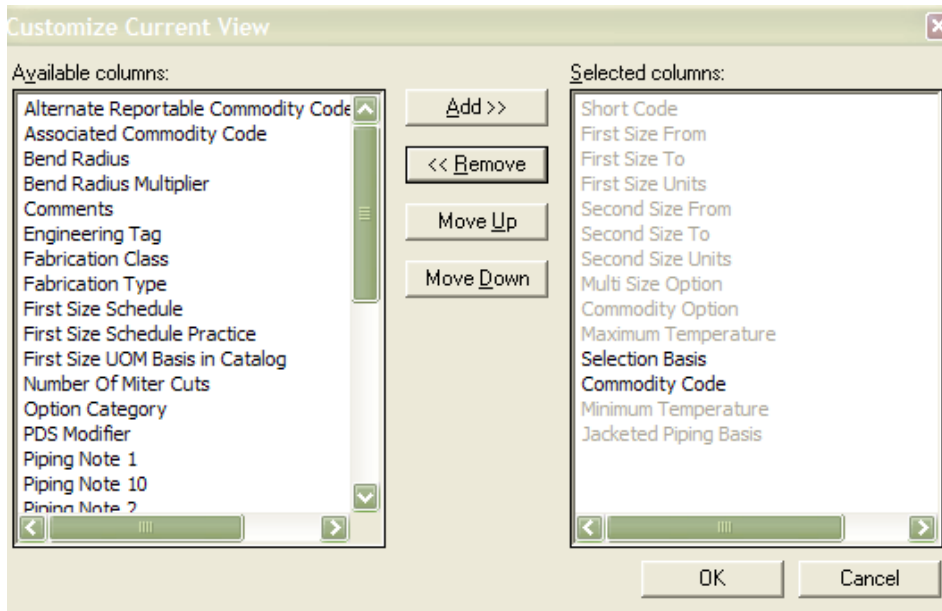 Customize Current View
Available columns:
Alternate Reportable Commodity Code
Associated Commodity Code
Bend Radius
Bend Radius Multiplier
Comments
Engineering Tag
Fabrication Class
Fabrication Type
First Size Schedule
First Size Schedule Practice
First Size UOM Basis in Catalog
Number Of Miter Cuts
Option Category
PDS Modifier
Piping Note 1
Piping Note 10
Piping Note 2
Add >>
<< Remove
Move Up
Move Down
Selected columns:
Short Code
First Size From
First Size To
First Size Units
Second Size From
Second Size To
Second Size Units
Multi Size Option
Commodity Option
Maximum Temperature
Selection Basis
Commodity Code
Minimum Temperature
Jacketed Piping Basis
OK
Cancel